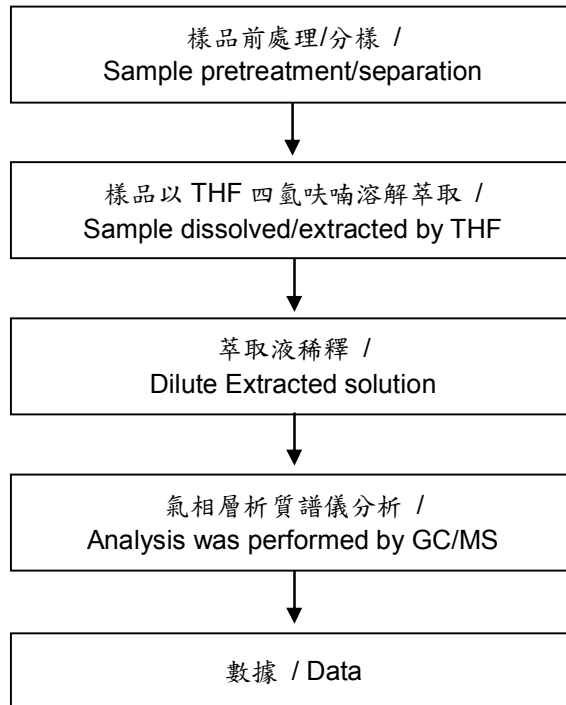 樣品前處理/分樣 /
Sample pretreatment/separation
樣品以 THF 四氫呋喃溶解萃取 /
Sample dissolved/extracted by THF
萃取液稀釋 /
Dilute Extracted solution
氣相層析質譜儀分析 /
Analysis was performed by GC/MS
數據 / Data